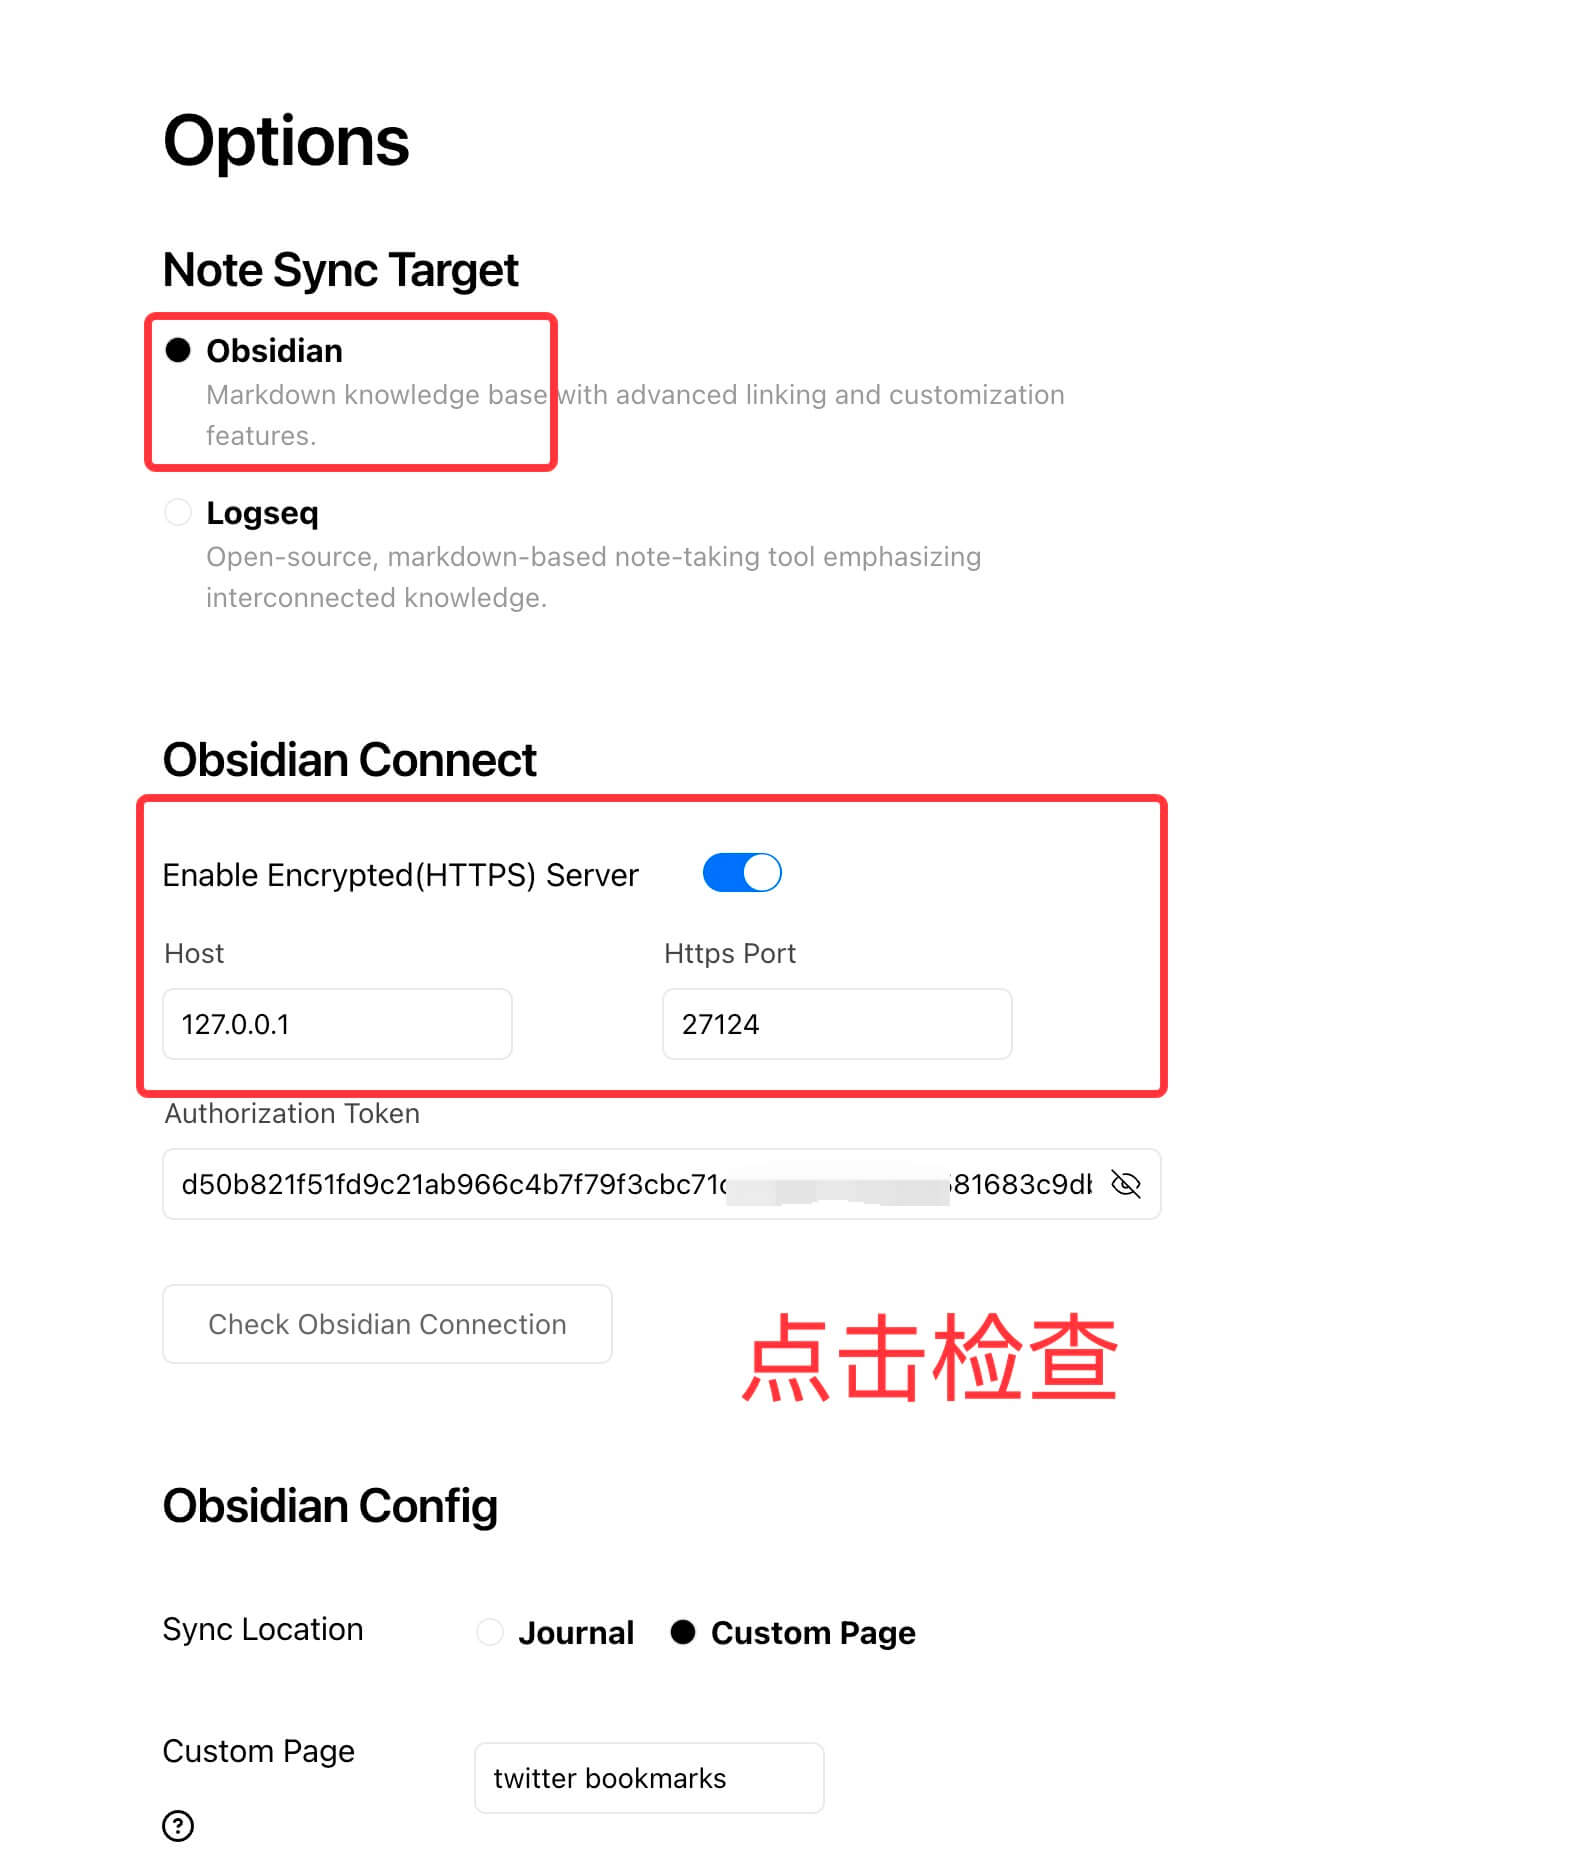 Options
Note Sync Target
Obsidian
Markdown knowledge base with advanced linking and customization
features.
Logseq
Open-source, markdown-based note-taking tool emphasizing
interconnected knowledge.
Obsidian Connect
Enable Encrypted(HTTPS) Server
Host Https Port
127.0.0.1 27124
Authorization Token
d50b821f51fd9c21ab966c4b7f79f3cbc71 81683c9d
Check Obsidian Connection
点击检查
Obsidian Config
Sync Location Journal Custom Page
Custom Page
twitter bookmarks
?